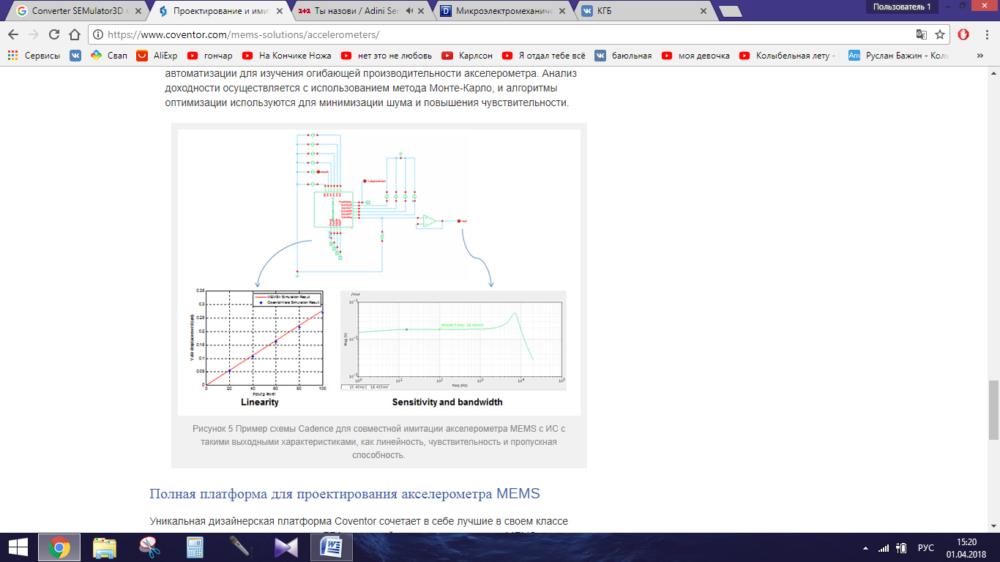 Converter SEMulator3D
Проектирование и ими
Ты назови / Adini Ser
Микроэлектромеханиче
КГБ
Пользователь 1
https://www.coventor.com/mems-solutions/accelerometers/
Сервисы
Свап
AliExp
гончар
На Кончике Ножа
нет это не любовь
Карлсон
Я отдал тебе всё
баюльная
моя девочка
Колыбельная лету -
Руслан Бажин - Коль
автоматизации для изучения огибающей производительности акселерометра. Анализ
доходности осуществляется с использованием метода Монте-Карло, и алгоритмы
оптимизации используются для минимизации шума и повышения чувствительности.
Y_displacement
Vout
MEMS+ Simulation Result
CoventorWare Simulation Result
Y-dir displacement(um)
0.35
0.3
0.25
0.2
0.15
0.1
0.05
0
0 20 40 60 80 100
input g level
Linearity
/Vout
Mag (V)
10-1
10-2
10-3
100 101 102 103 104 105
freq (Hz)
15.45Hz 18.435mV
Sensitivity and bandwidth
Рисунок 5 Пример схемы Cadence для совместной имитации акселерометра MEMS с ИС с
такими выходными характеристиками, как линейность, чувствительность и пропускная
способность.
Полная платформа для проектирования акселерометра MEMS
Уникальная дизайнерская платформа Coventor сочетает в себе лучшие в своем классе
РУС
15:20
01.04.2018